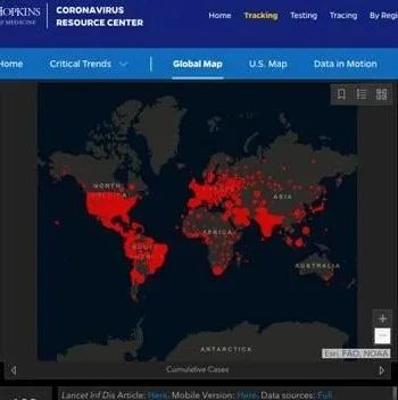 HOPKINS
CORONAVIRUS
RESOURCE CENTER
Home Tracking Testing Tracing By Regi
OF MEDICINE
Home Critical Trends Global Map U.S. Map Data in Motion
NORTH
AMERICA
EUROPE
ASIA
AFRICA
SOUTH
AUSTRALIA
ANTARCTICA
Esri, FAO, NOAA
Cumulative Cases
Lancet Inf Dis Article: Here. Mobile Version: Here. Data sources: Full